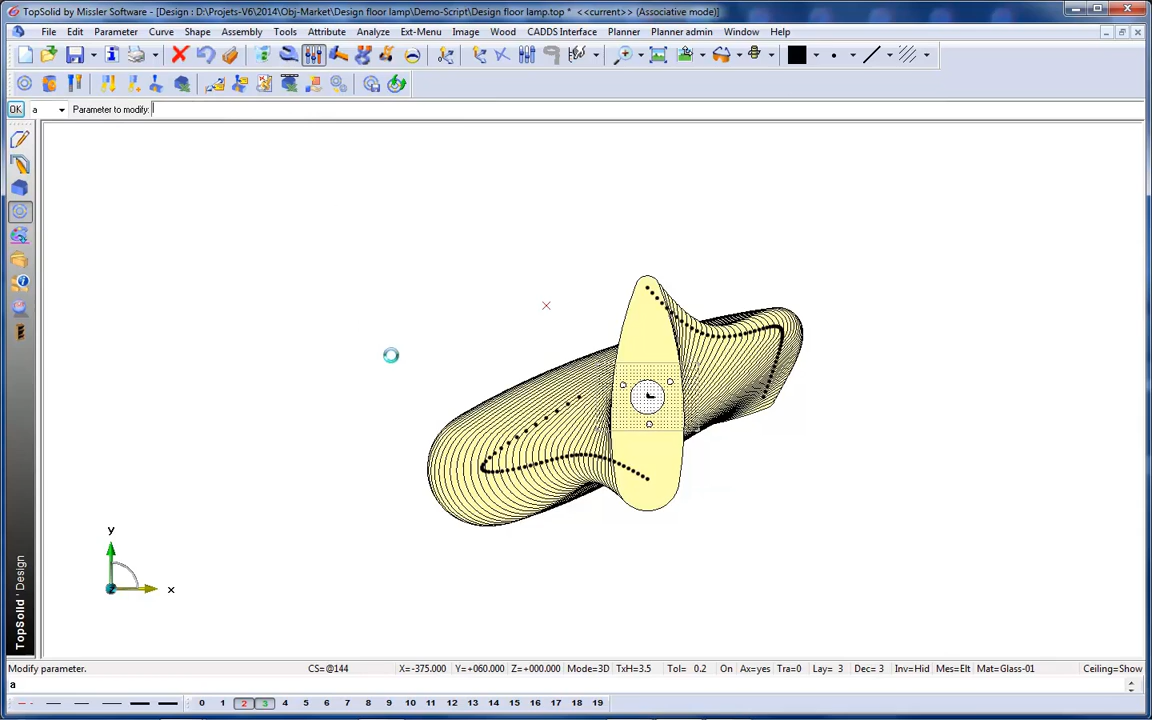 TopSolid by Missler Software - [Design : D:\Projets-V6\2014\Obj-Market\Design floor lamp\Demo-Script\Design floor lamp.top * <<current>> (Associative mode)]
File Edit Parameter Curve Shape Assembly Tools Attribute Analyze Ext-Menu Image Wood CADDS Interface Planner Planner admin Window Help
OK a Parameter to modify:
y
x
TopSolid'Design
Modify parameter. CS=@144 X=-375.000 Y=+060.000 Z=+000.000 Mode=3D TxH=3.5 Tol= 0.2 On Ax=yes Tra=0 Lay= 3 Dec= 3 Inv=Hid Mes=Elt Mat=Glass-01 Ceiling=Show
a
0 1 2 3 4 5 6 7 8 9 10 11 12 13 14 15 16 17 18 19